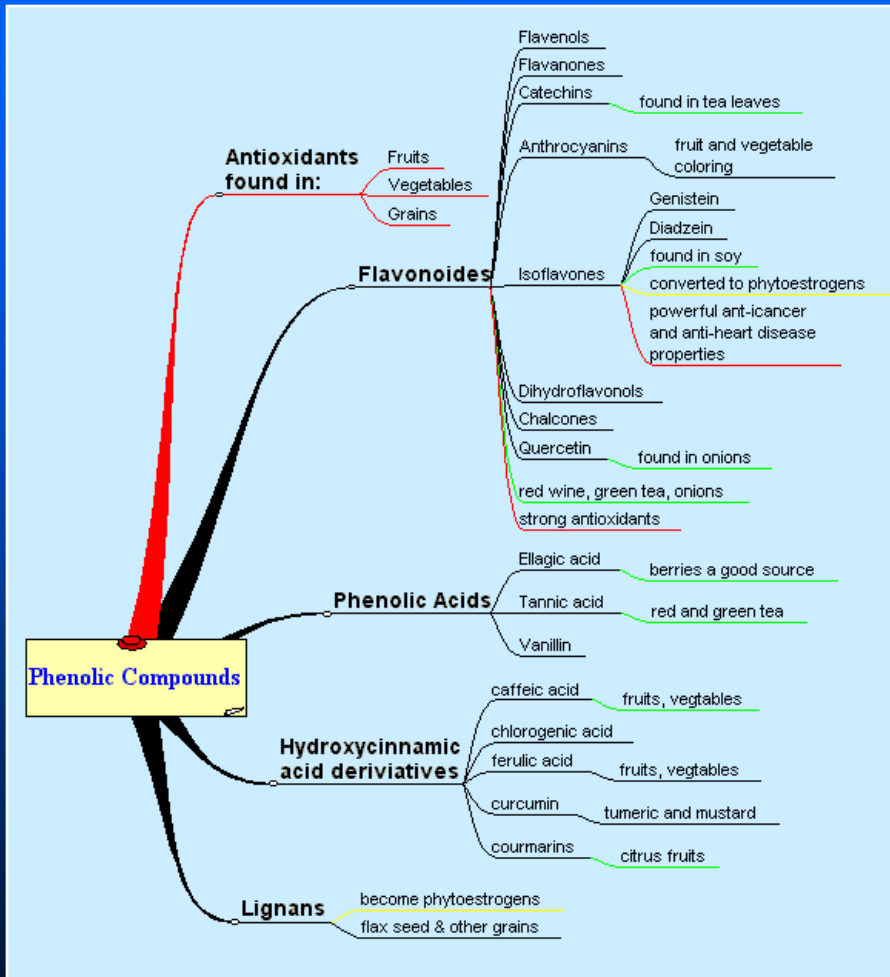 Phenolic Compounds
Antioxidants
found in:
Fruits
Vegetables
Grains
Flavonoides
Flavenols
Flavanones
Catechins
found in tea leaves
Anthrocyanins
fruit and vegetable
coloring
Isoflavones
Genistein
Diadzein
found in soy
converted to phytoestrogens
powerful ant-icancer
and anti-heart disease
properties
Dihydroflavonols
Chalcones
Quercetin
found in onions
red wine, green tea, onions
strong antioxidants
Phenolic Acids
Ellagic acid
berries a good source
Tannic acid
red and green tea
Vanillin
Hydroxycinnamic
acid deriviatives
caffeic acid
fruits, vegtables
chlorogenic acid
ferulic acid
fruits, vegtables
curcumin
tumeric and mustard
courmarins
citrus fruits
Lignans
become phytoestrogens
flax seed & other grains